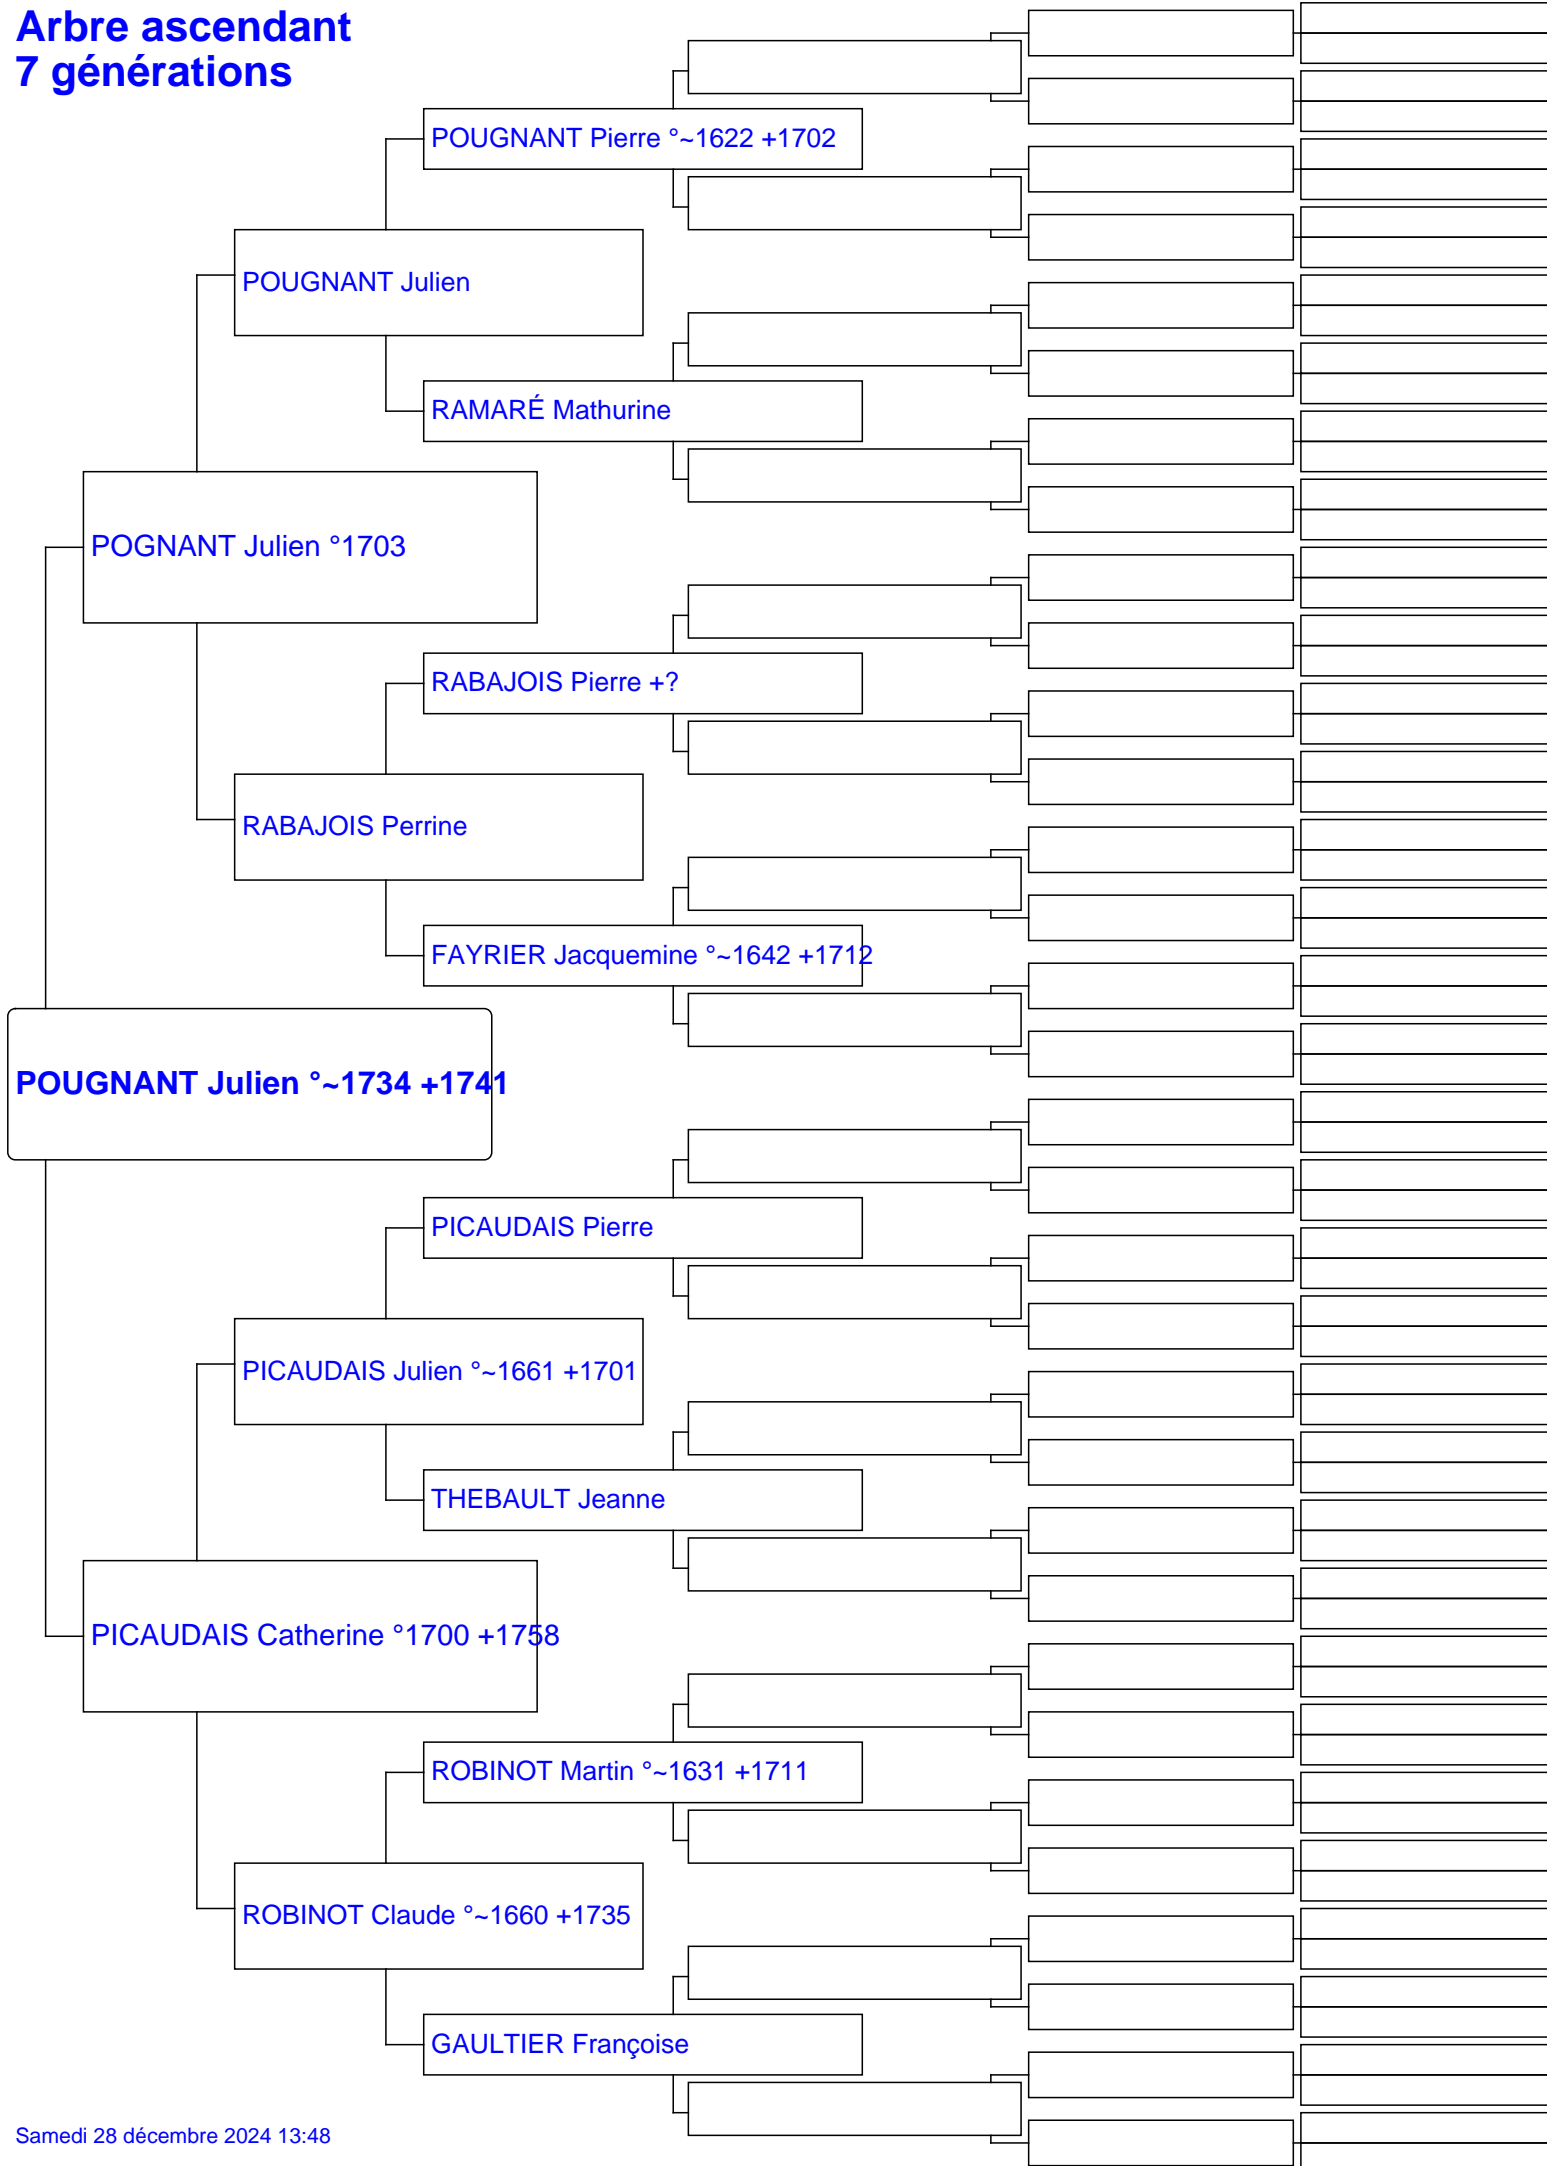 Arbre ascendant
7 générations
POUGNANT Pierre °~1622 +1702
POUGNANT Julien
RAMARÉ Mathurine
POGNANT Julien °1703
RABAJOIS Pierre +?
RABAJOIS Perrine
FAYRIER Jacquemine °~1642 +1712
POUGNANT Julien °~1734 +1741
PICAUDAIS Pierre
PICAUDAIS Julien °~1661 +1701
THEBAULT Jeanne
PICAUDAIS Catherine °1700 +1758
ROBINOT Martin °~1631 +1711
ROBINOT Claude °~1660 +1735
GAULTIER Françoise
Samedi 28 décembre 2024 13:48